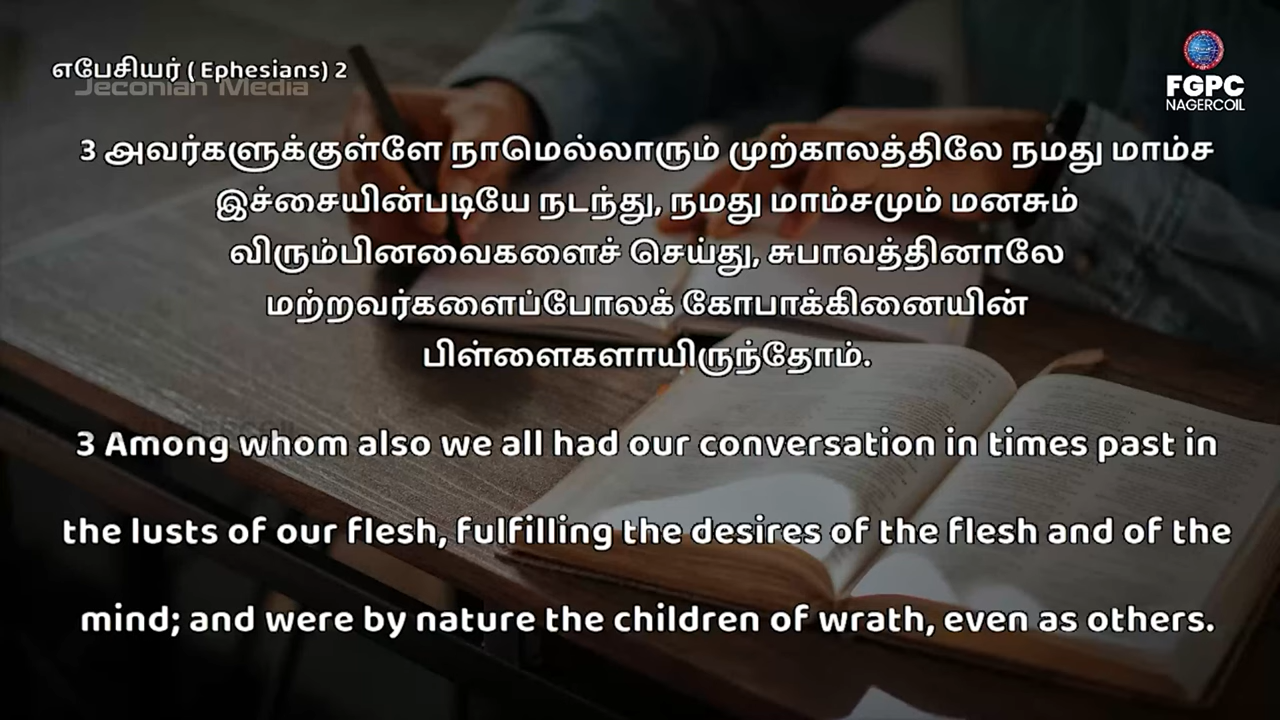 எபேசியர் ( Ephesians) 2
Jeconian Media
FGPC
NAGERCOIL
3 அவர்களுக்குள்ளே நாமெல்லாரும் முற்காலத்திலே நமது மாம்ச
இச்சையின்படியே நடந்து, நமது மாம்சமும் மனசும்
விரும்பினவைகளைச் செய்து, சுபாவத்தினாலே
மற்றவர்களைப்போலக் கோபாக்கினையின்
பிள்ளைகளாயிருந்தோம்.
3 Among whom also we all had our conversation in times past in
the lusts of our flesh, fulfilling the desires of the flesh and of the
mind; and were by nature the children of wrath, even as others.